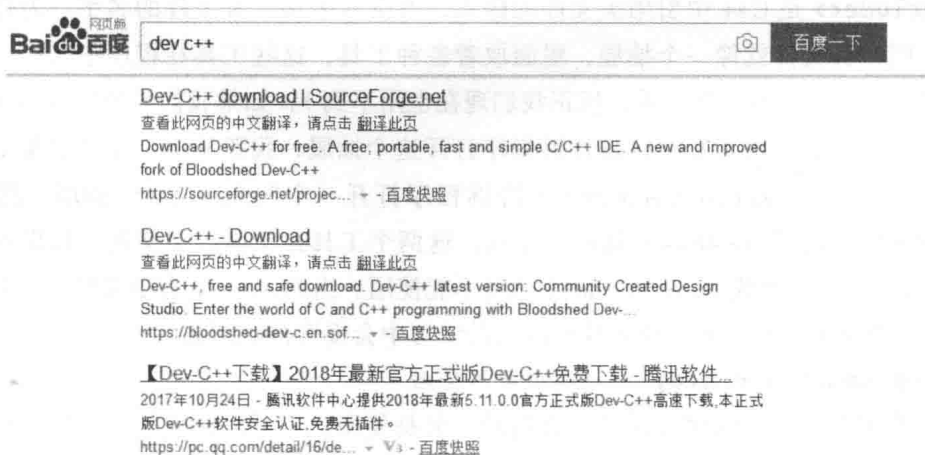 网页版
Bai百度
dev c++
百度一下
Dev-C++ download | SourceForge.net
查看此网页的中文翻译，请点击 翻译此页
Download Dev-C++ for free. A free, portable, fast and simple C/C++ IDE. A new and improved
fork of Bloodshed Dev-C++
https://sourceforge.net/projec... - 百度快照
Dev-C++ - Download
查看此网页的中文翻译，请点击 翻译此页
Dev-C++, free and safe download. Dev-C++ latest version: Community Created Design
Studio. Enter the world of C and C++ programming with Bloodshed Dev-...
https://bloodshed-dev-c.en.sof... - 百度快照
【Dev-C++下载】2018年最新官方正式版Dev-C++免费下载 - 腾讯软件...
2017年10月24日 - 腾讯软件中心提供2018年最新5.11.0.0官方正式版Dev-C++高速下载,本正式
版Dev-C++软件安全认证,免费无插件。
https://pc.qq.com/detail/16/de... V3 - 百度快照